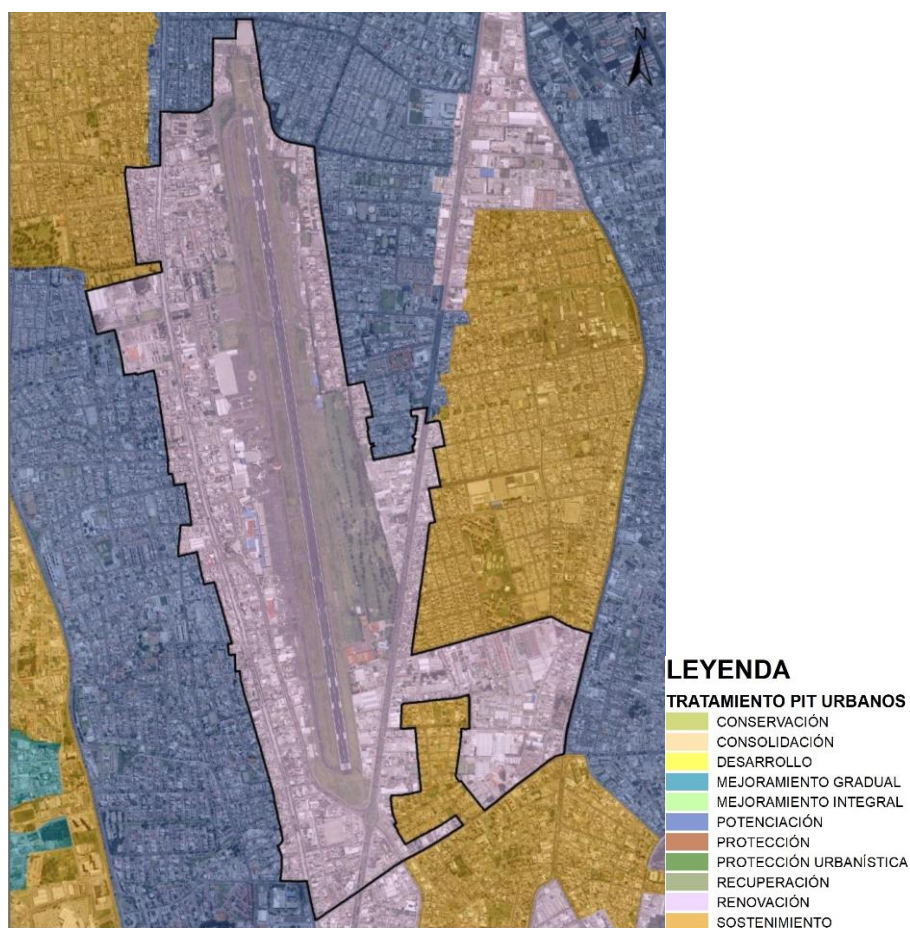 N
LEYENDA
TRATAMIENTO PIT URBANOS
CONSERVACIÓN
CONSOLIDACIÓN
DESARROLLO
MEJORAMIENTO GRADUAL
MEJORAMIENTO INTEGRAL
POTENCIACIÓN
PROTECCIÓN
PROTECCIÓN URBANÍSTICA
RECUPERACIÓN
RENOVACIÓN
SOSTENIMIENTO